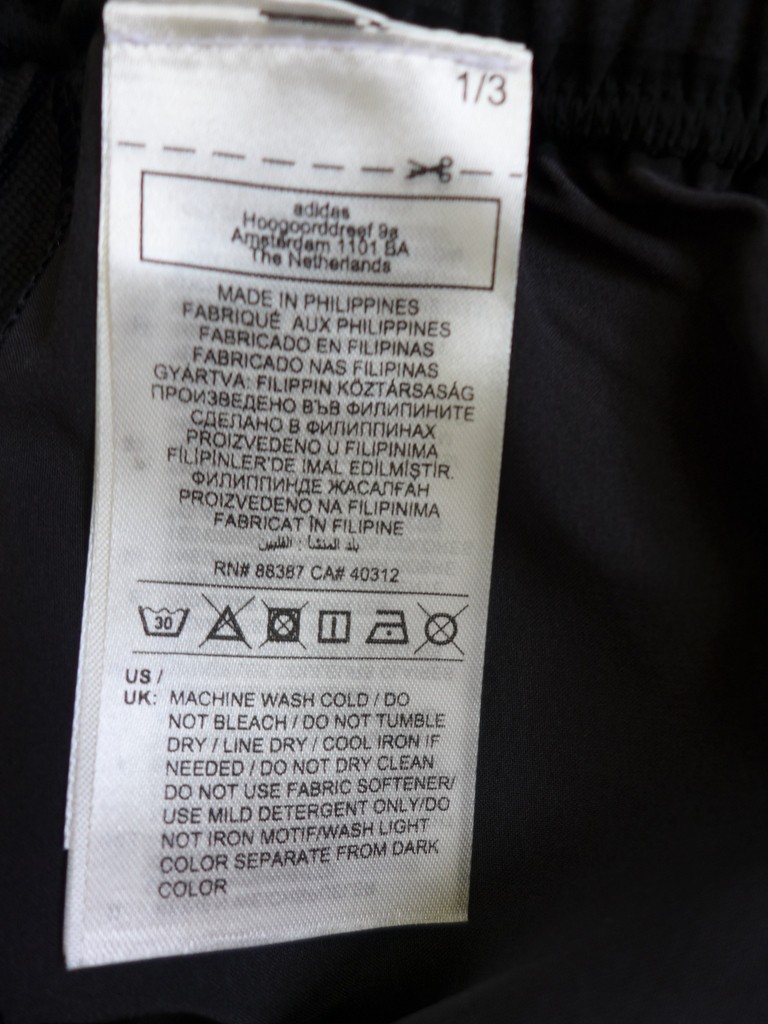 1/3
adidas
Hoogoorddreef 9a
Amsterdam 1101 BA
The Netherlands
MADE IN PHILIPPINES
FABRIQUÉ AUX PHILIPPINES
FABRICADO EN FILIPINAS
FABRICADO NAS FILIPINAS
GYÁRTVA: FILIPPIN KÖZTÁRSASÁG
ПРОИЗВЕДЕНО ВЪВ ФИЛИПИНИТЕ
СДЕЛАНО В ФИЛИППИНАХ
PROIZVEDENO U FILIPINIMA
FİLİPİNLER'DE İMAL EDİLMİŞTİR.
ФИЛИППИНДЕ ЖАСАЛҒАН
PROIZVEDENO NA FILIPINIMA
FABRICAT ÎN FILIPINE
بلد المنشأ : الفلبين
RN# 88387 CA# 40312
30
US /
UK: MACHINE WASH COLD / DO
NOT BLEACH / DO NOT TUMBLE
DRY / LINE DRY / COOL IRON IF
NEEDED / DO NOT DRY CLEAN
DO NOT USE FABRIC SOFTENER/
USE MILD DETERGENT ONLY/DO
NOT IRON MOTIF/WASH LIGHT
COLOR SEPARATE FROM DARK
COLOR